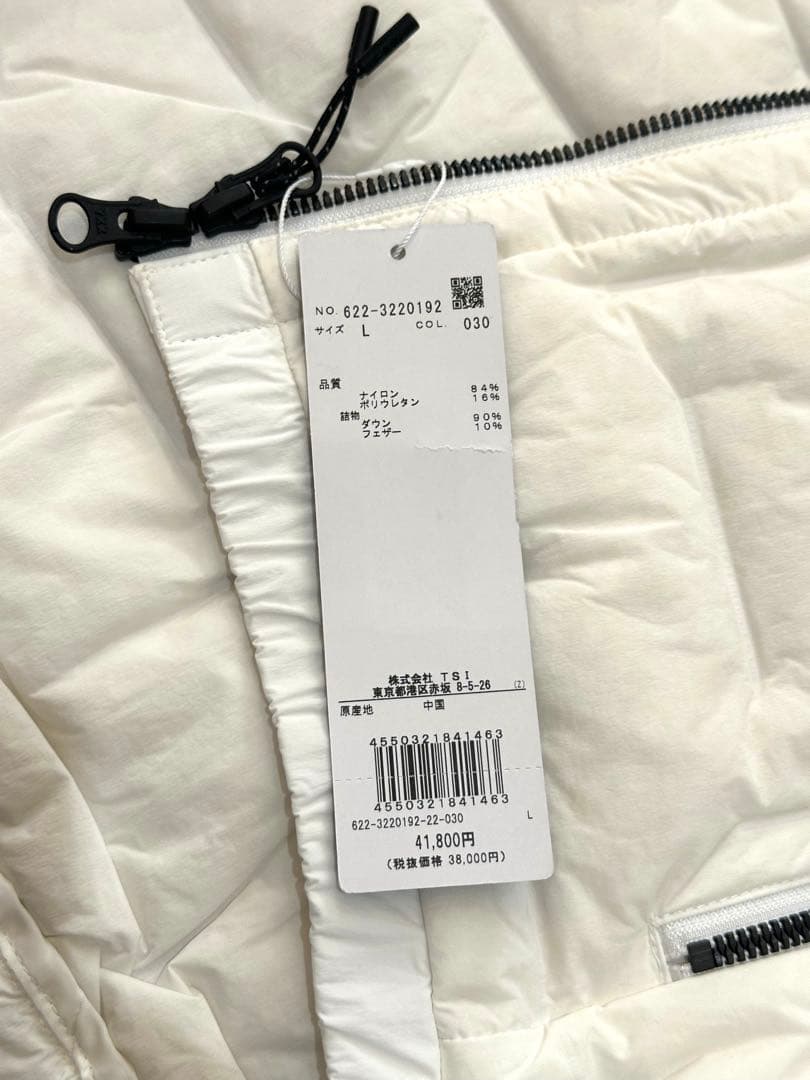 YKK
NO. 622-3220192
サイズ L COL. 030
品質
ナイロン 84%
ポリウレタン 16%
詰物 90%
ダウン 10%
フェザー
株式会社 TSI
東京都港区赤坂 8-5-26 (Z)
原産地 中国
4550321841463
4550321841463
622-3220192-22-030 L
41,800円
(税抜価格 38,000円)